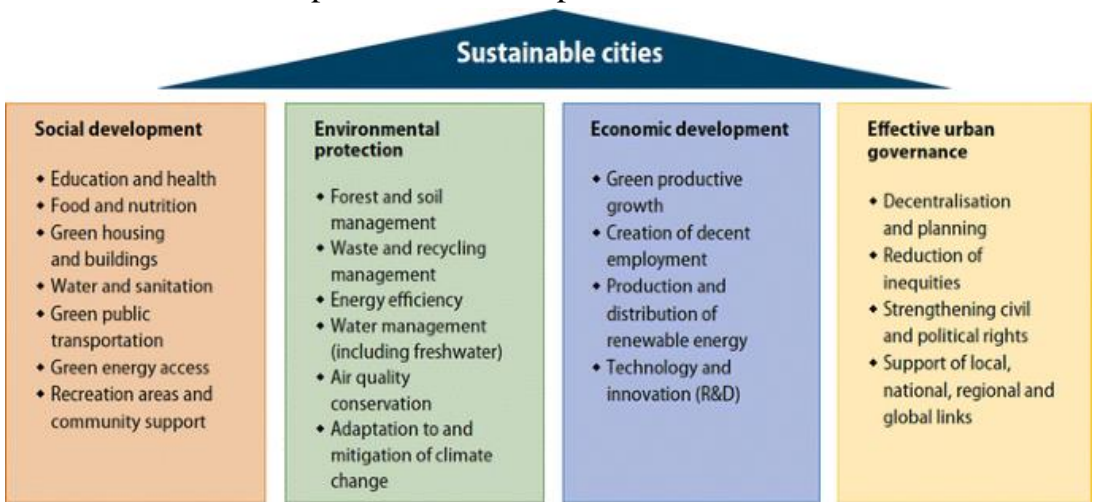 Sustainable cities
Social development
◆ Education and health
◆ Food and nutrition
◆ Green housing
and buildings
◆ Water and sanitation
◆ Green public
transportation
◆ Green energy access
◆ Recreation areas and
community support
Environmental
protection
◆ Forest and soil
management
◆ Waste and recycling
management
◆ Energy efficiency
◆ Water management
(including freshwater)
◆ Air quality
conservation
◆ Adaptation to and
mitigation of climate
change
Economic development
◆ Green productive
growth
◆ Creation of decent
employment
◆ Production and
distribution of
renewable energy
◆ Technology and
innovation (R&D)
Effective urban
governance
◆ Decentralisation
and planning
◆ Reduction of
inequities
◆ Strengthening civil
and political rights
◆ Support of local,
national, regional and
global links